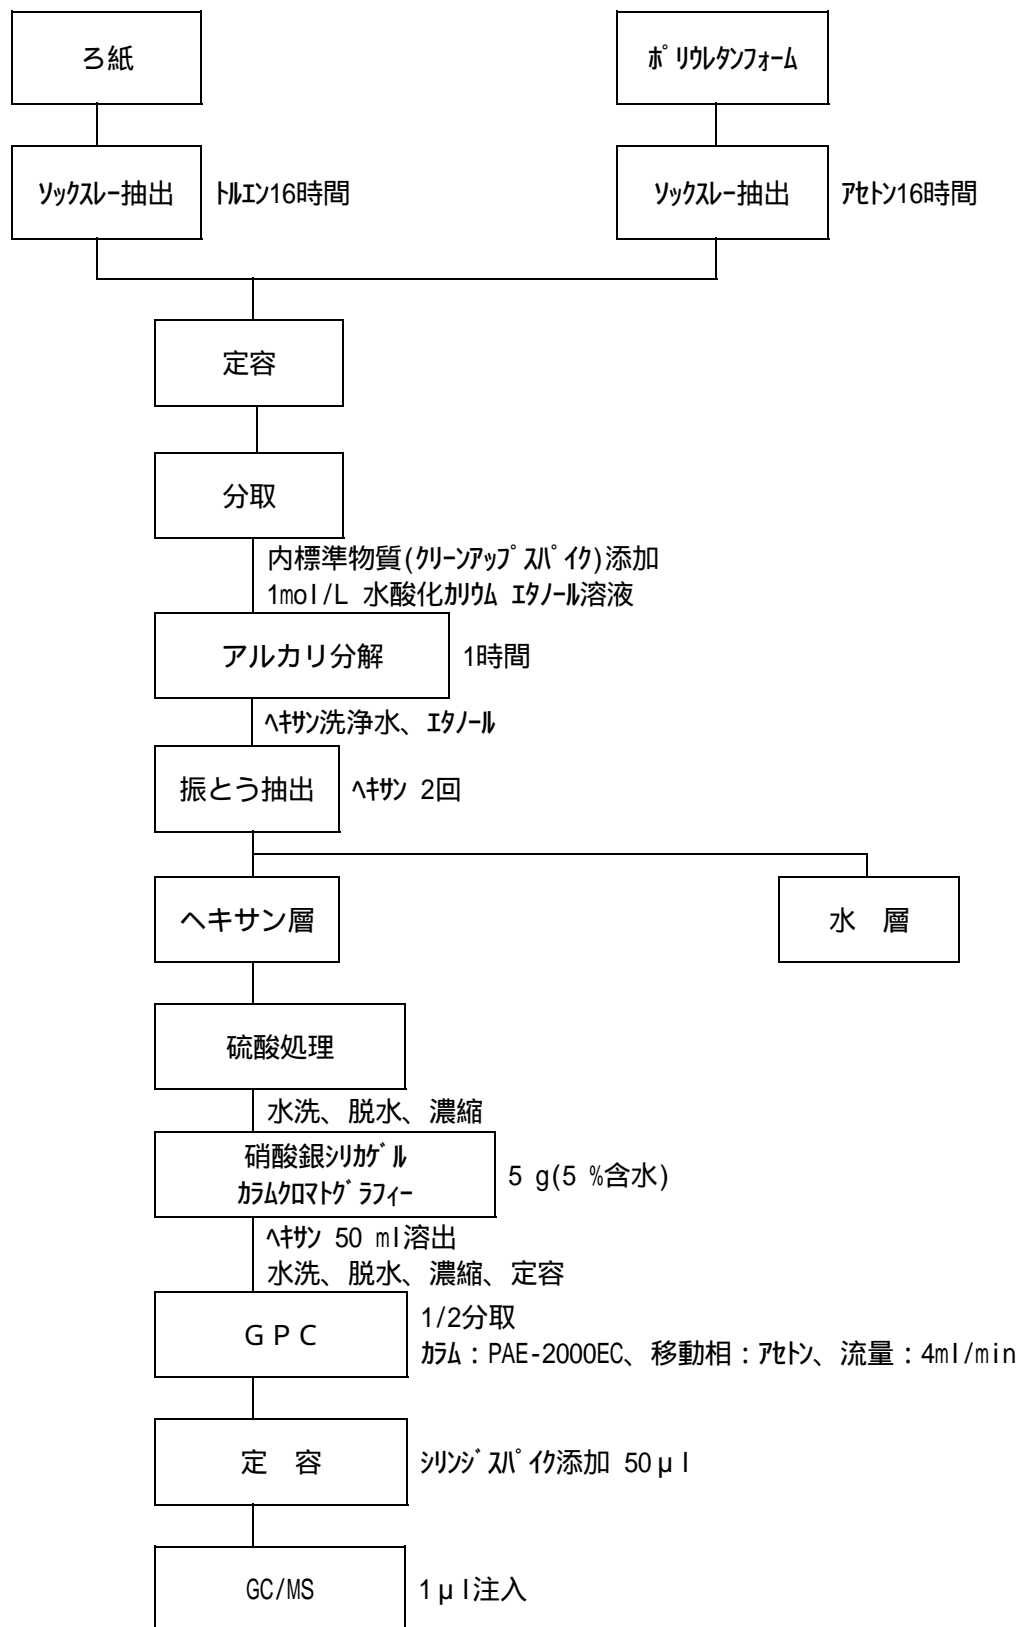 ろ紙
ﾎﾟﾘｳﾚﾀﾝﾌｫｰﾑ
ｿｯｸｽﾚｰ抽出
ﾄﾙｴﾝ16時間
ｿｯｸｽﾚｰ抽出
ｱｾﾄﾝ16時間
定容
分取
内標準物質(ｸﾘｰﾝｱｯﾌﾟｽﾊﾟｲｸ)添加
1mol/L 水酸化ｶﾘｳﾑ ｴﾀﾉｰﾙ溶液
アルカリ分解
1時間
ﾍｷｻﾝ洗浄水、ｴﾀﾉｰﾙ
振とう抽出
ﾍｷｻﾝ 2回
ヘキサン層
水　層
硫酸処理
水洗、脱水、濃縮
硝酸銀ｼﾘｶｹﾞﾙ
ｶﾗﾑｸﾛﾏﾄｸﾞﾗﾌｨｰ
5 g(5 %含水)
ﾍｷｻﾝ 50 ml溶出
水洗、脱水、濃縮、定容
ＧＰＣ
1/2分取
ｶﾗﾑ：PAE-2000EC、移動相：ｱｾﾄﾝ、流量：4ml/min
定　容
ｼﾘﾝｼﾞｽﾊﾟｲｸ添加 50μl
GC/MS
1μl注入